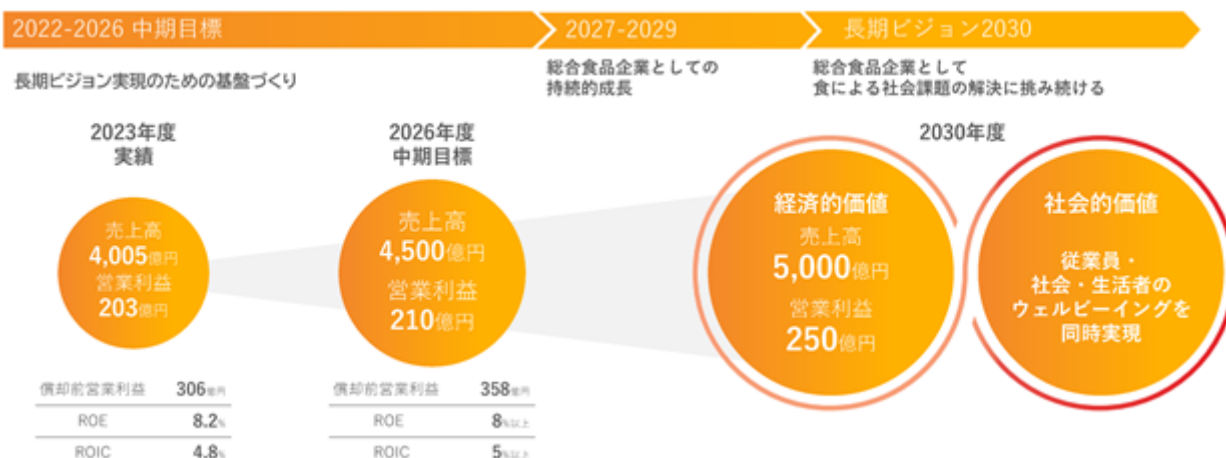 2022-2026 中期目標
2027-2029
長期ビジョン2030
長期ビジョン実現のための基盤づくり
総合食品企業としての
持続的成長
総合食品企業として
食による社会課題の解決に挑み続ける
2023年度
実績
2026年度
中期目標
2030年度
売上高
4,005億円
営業利益
203億円
売上高
4,500億円
営業利益
210億円
経済的価値
売上高
5,000億円
営業利益
250億円
社会的価値
従業員・
社会・生活者の
ウェルビーイングを
同時実現
償却前営業利益 306億円
ROE 8.2%
ROIC 4.8%
償却前営業利益 358億円
ROE 8%以上
ROIC 5%以上